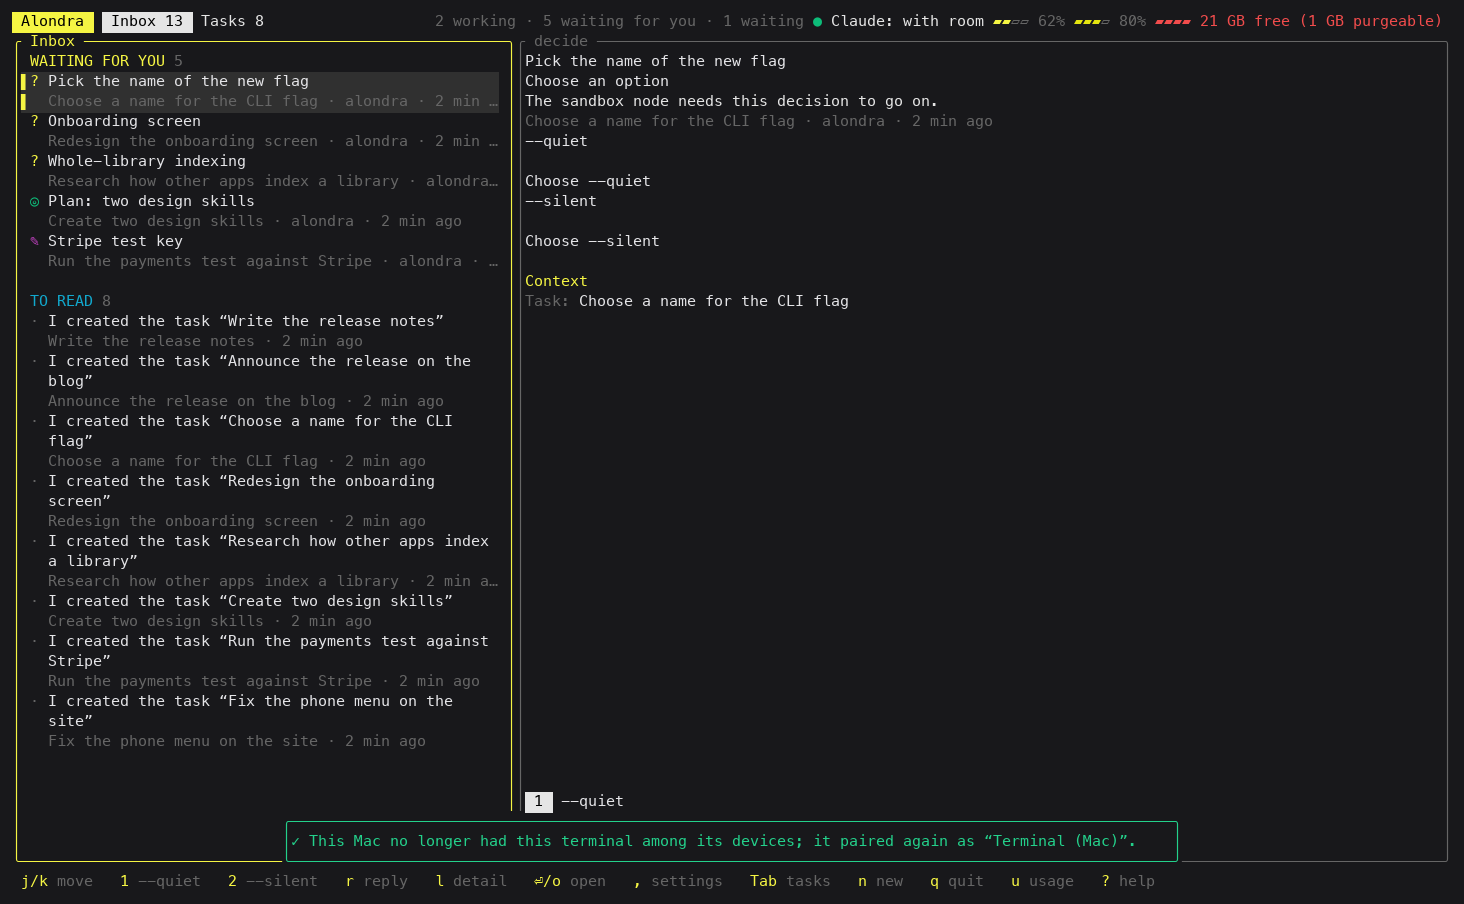 Alondra Inbox 13 Tasks 8 2 working · 5 waiting for you · 1 waiting ● Claude: with room ▰▰▱▱ 62% ▰▰▰▱ 80% ▰▰▰▰ 21 GB free (1 GB purgeable)
Inbox
WAITING FOR YOU 5
? Pick the name of the new flag
Choose a name for the CLI flag · alondra · 2 min …
? Onboarding screen
Redesign the onboarding screen · alondra · 2 min …
? Whole-library indexing
Research how other apps index a library · alondra…
◎ Plan: two design skills
Create two design skills · alondra · 2 min ago
✎ Stripe test key
Run the payments test against Stripe · alondra · …
TO READ 8
· I created the task “Write the release notes”
Write the release notes · 2 min ago
· I created the task “Announce the release on the
blog”
Announce the release on the blog · 2 min ago
· I created the task “Choose a name for the CLI
flag”
Choose a name for the CLI flag · 2 min ago
· I created the task “Redesign the onboarding
screen”
Redesign the onboarding screen · 2 min ago
· I created the task “Research how other apps index
a library”
Research how other apps index a library · 2 min a…
· I created the task “Create two design skills”
Create two design skills · 2 min ago
· I created the task “Run the payments test against
Stripe”
Run the payments test against Stripe · 2 min ago
· I created the task “Fix the phone menu on the
site”
Fix the phone menu on the site · 2 min ago
decide
Pick the name of the new flag
Choose an option
The sandbox node needs this decision to go on.
Choose a name for the CLI flag · alondra · 2 min ago
--quiet
Choose --quiet
--silent
Choose --silent
Context
Task: Choose a name for the CLI flag
1 --quiet
✓ This Mac no longer had this terminal among its devices; it paired again as “Terminal (Mac)”.
j/k move 1 --quiet 2 --silent r reply l detail ⏎/o open , settings Tab tasks n new q quit u usage ? help